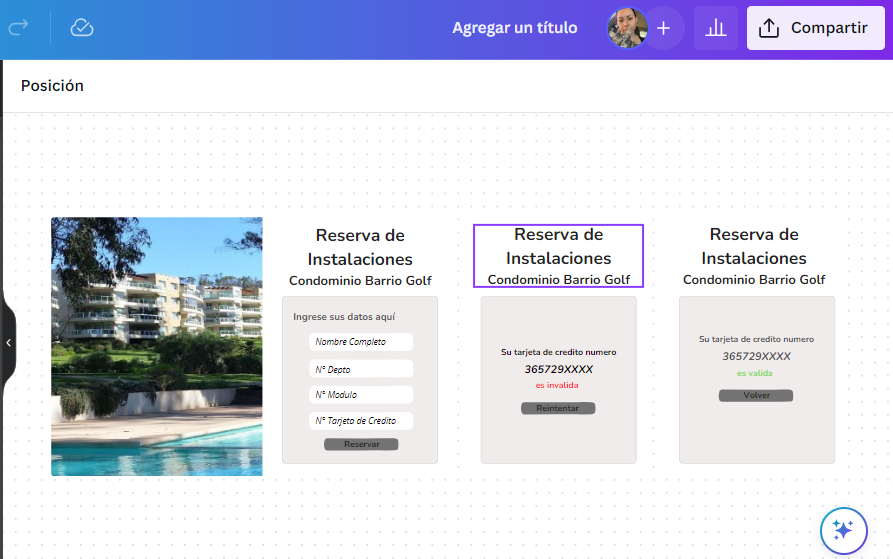 Agregar un título
Compartir
Posición
Reserva de
Instalaciones
Condominio Barrio Golf
Ingrese sus datos aquí
Nombre Completo
N° Depto
N° Modulo
N° Tarjeta de Credito
Reservar
Reserva de
Instalaciones
Condominio Barrio Golf
Su tarjeta de credito numero
365729XXXX
es invalida
Reintentar
Reserva de
Instalaciones
Condominio Barrio Golf
Su tarjeta de credito numero
365729XXXX
es valida
Volver